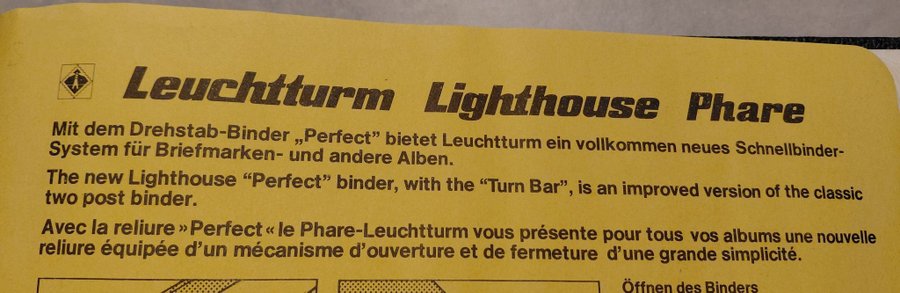 Leuchtturm Lighthouse Phare
Mit dem Drehstab-Binder „Perfect” bietet Leuchtturm ein vollkommen neues Schnellbinder-
System für Briefmarken- und andere Alben.
The new Lighthouse “Perfect” binder, with the “Turn Bar”, is an improved version of the classic
two post binder.
Avec la reliure »Perfect« le Phare-Leuchtturm vous présente pour tous vos albums une nouvelle
reliure équipée d’un mécanisme d’ouverture et de fermeture d’une grande simplicité.
Öffnen des Binders